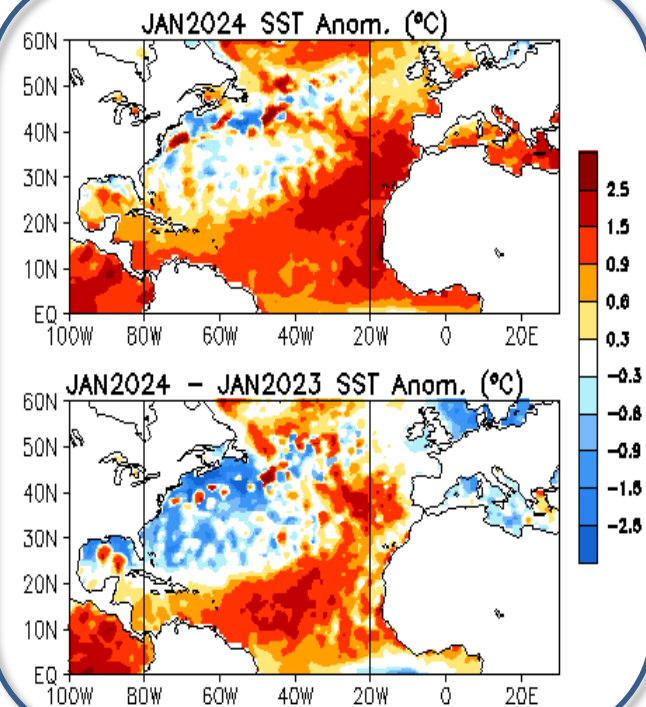 JAN2024 SST Anom. (°C)
60N
50N
40N
30N
20N
10N
EQ
100W 80W 60W 40W 20W 0 20E
2.5
1.5
0.9
0.6
0.3
-0.3
-0.6
-0.9
-1.5
-2.5
JAN2024 - JAN2023 SST Anom. (°C)
60N
50N
40N
30N
20N
10N
EQ
100W 80W 60W 40W 20W 0 20E